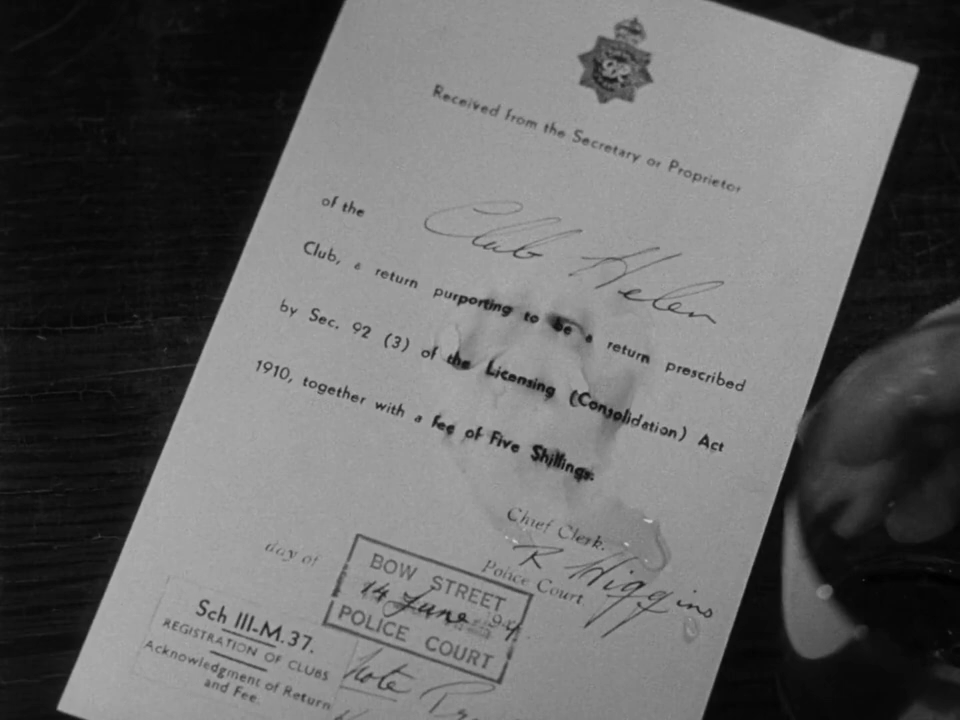 GR
Received from the Secretary or Proprietor
of the Club Helen
Club, a return purporting to be a return prescribed
by Sec. 92 (3) of the Licensing (Consolidation) Act
1910, together with a fee of Five Shillings.
Chief Clerk.
R Higgins
Police Court
day of
BOW STREET
14 June
POLICE COURT
Sch III-M.37.
REGISTRATION OF CLUBS
Acknowledgment of Return
and Fee.